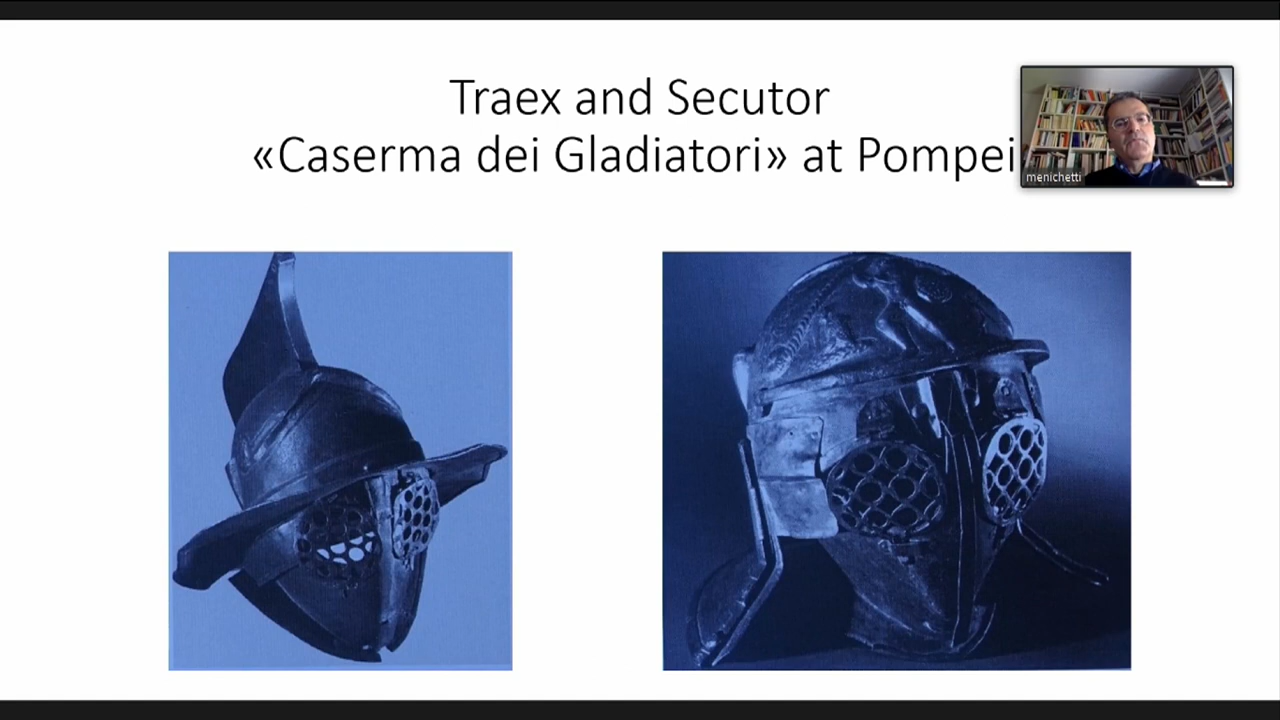 Traex and Secutor
«Caserma dei Gladiatori» at Pompei
menichetti